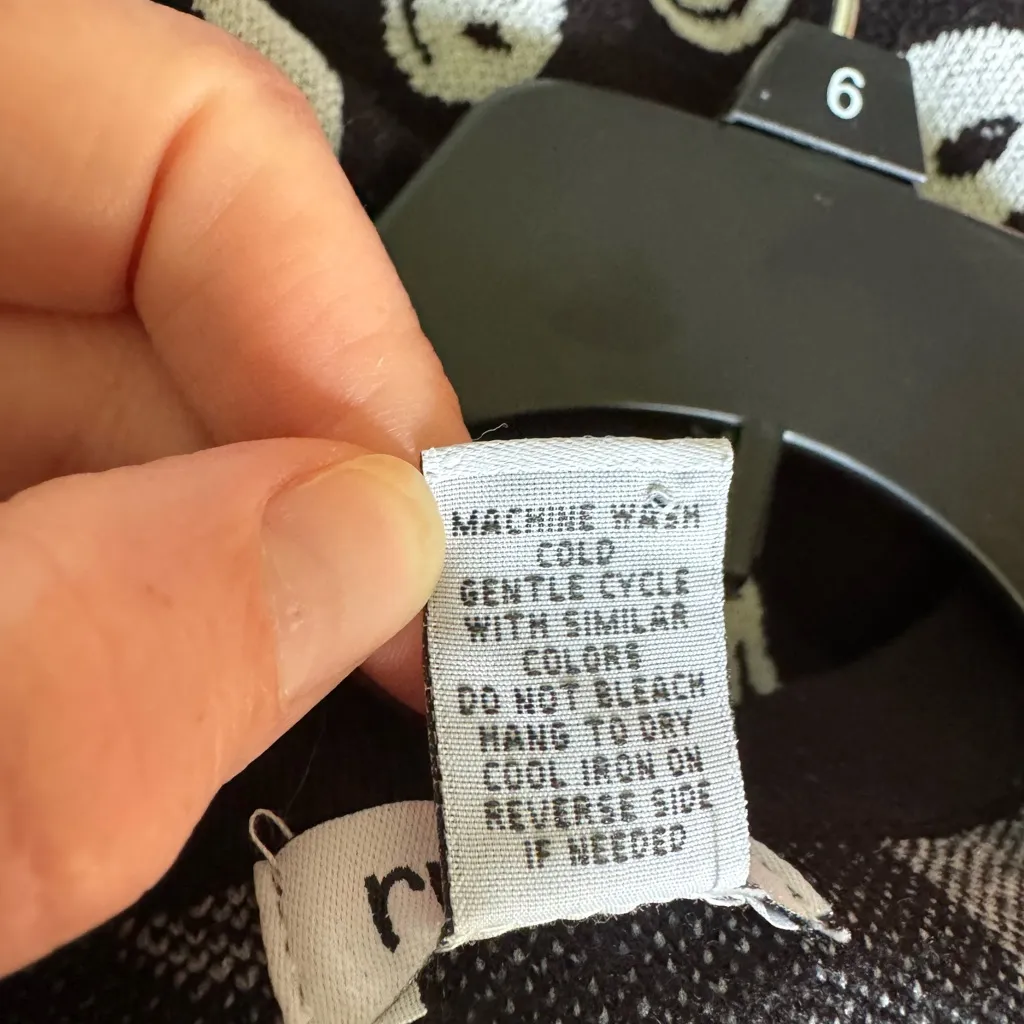 6
MACHINE WASH
COLD
GENTLE CYCLE
WITH SIMILAR
COLORS
DO NOT BLEACH
HANG TO DRY
COOL IRON ON
REVERSE SIDE
IF NEEDED